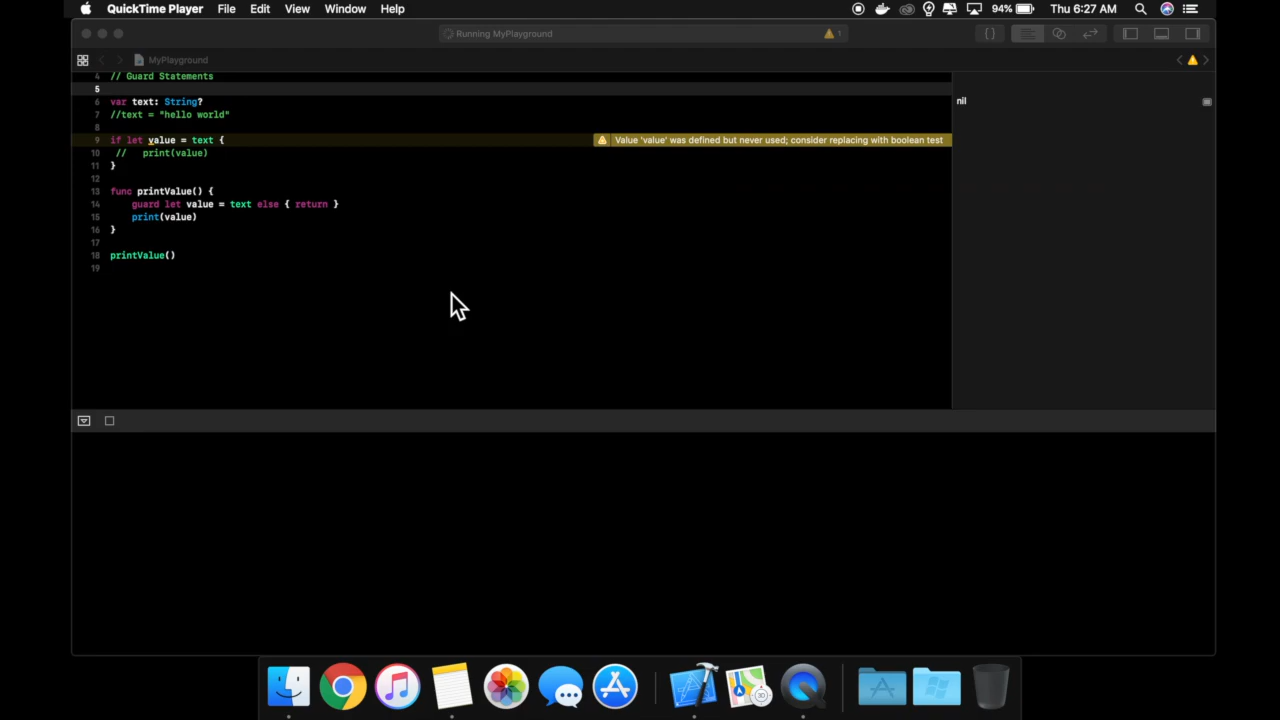 QuickTime Player File Edit View Window Help 94% Thu 6:27 AM
Running MyPlayground 1
MyPlayground
4 // Guard Statements
5
6 var text: String? nil
7 //text = "hello world"
8
9 if let value = text { Value 'value' was defined but never used; consider replacing with boolean test
10 // print(value)
11 }
12
13 func printValue() {
14 guard let value = text else { return }
15 print(value)
16 }
17
18 printValue()
19